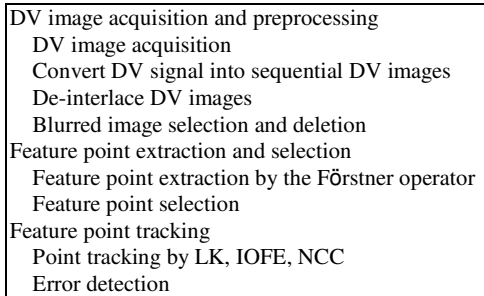 DV image acquisition and preprocessing
DV image acquisition
Convert DV signal into sequential DV images
De-interlace DV images
Blurred image selection and deletion
Feature point extraction and selection
Feature point extraction by the Förstner operator
Feature point selection
Feature point tracking
Point tracking by LK, IOFE, NCC
Error detection